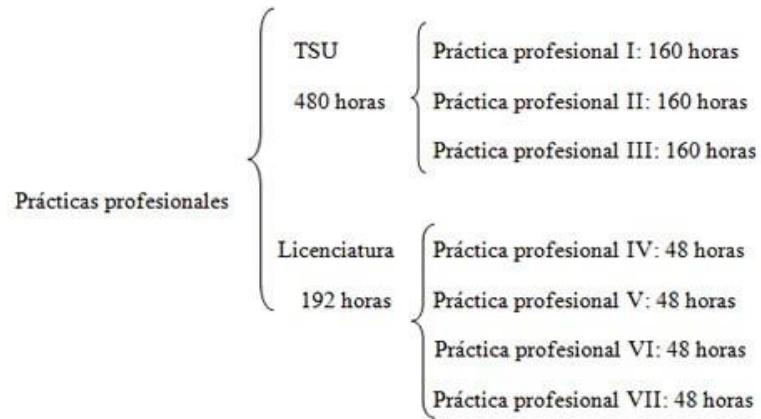 Prácticas profesionales
TSU
480 horas
Práctica profesional I: 160 horas
Práctica profesional II: 160 horas
Práctica profesional III: 160 horas
Licenciatura
192 horas
Práctica profesional IV: 48 horas
Práctica profesional V: 48 horas
Práctica profesional VI: 48 horas
Práctica profesional VII: 48 horas